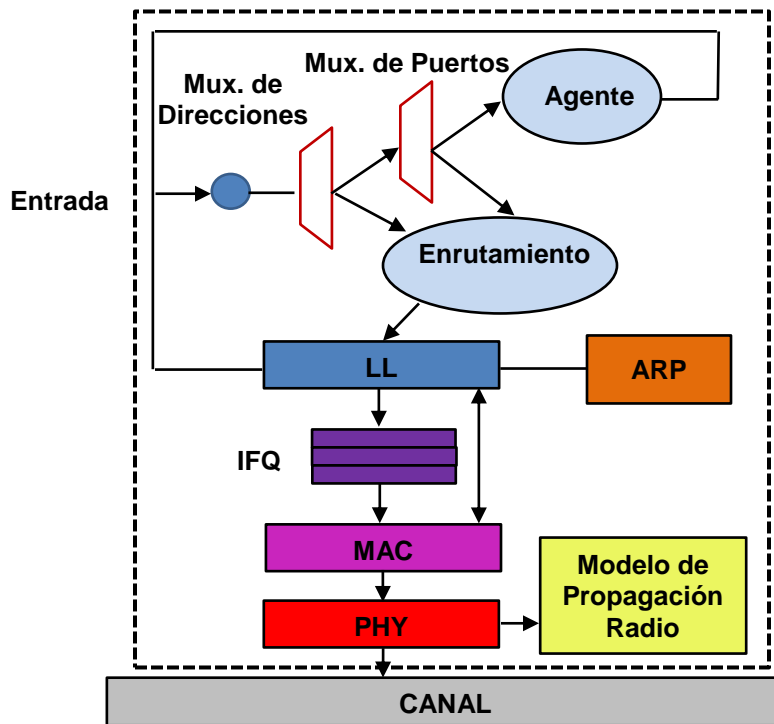 Mux. de Puertos
Mux. de
Direcciones
Agente
Entrada
Enrutamiento
LL
ARP
IFQ
MAC
Modelo de
Propagación
Radio
PHY
CANAL